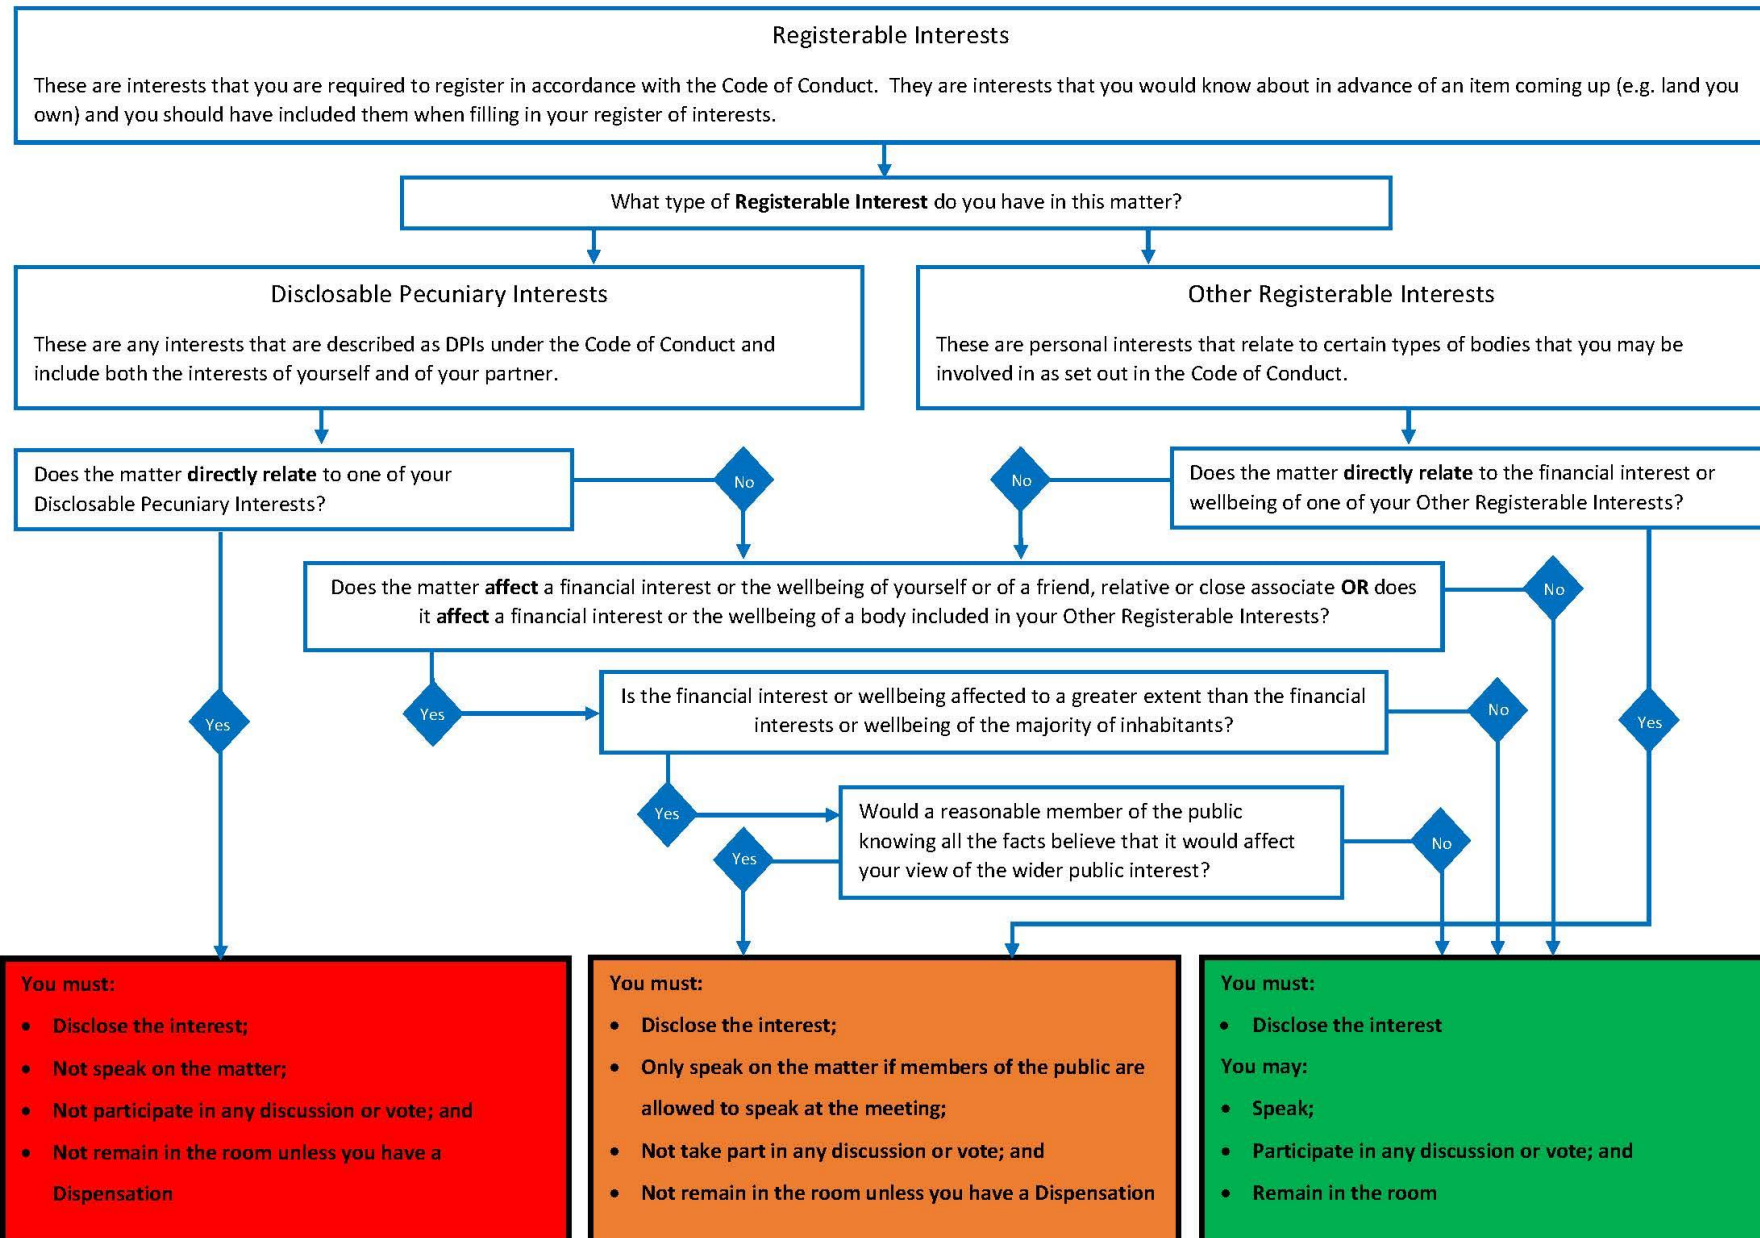 Registerable Interests
These are interests that you are required to register in accordance with the Code of Conduct. They are interests that you would know about in advance of an item coming up (e.g. land you
own) and you should have included them when filling in your register of interests.
What type of Registerable Interest do you have in this matter?
Disclosable Pecuniary Interests
These are any interests that are described as DPIs under the Code of Conduct and
include both the interests of yourself and of your partner.
Other Registerable Interests
These are personal interests that relate to certain types of bodies that you may be
involved in as set out in the Code of Conduct.
Does the matter directly relate to one of your
Disclosable Pecuniary Interests?
No
No
Does the matter directly relate to the financial interest or
wellbeing of one of your Other Registerable Interests?
Does the matter affect a financial interest or the wellbeing of yourself or of a friend, relative or close associate OR does
it affect a financial interest or the wellbeing of a body included in your Other Registerable Interests?
No
Yes
Yes
Is the financial interest or wellbeing affected to a greater extent than the financial
interests or wellbeing of the majority of inhabitants?
No
Yes
Yes
Would a reasonable member of the public
knowing all the facts believe that it would affect
your view of the wider public interest?
Yes
No
You must:
• Disclose the interest;
• Not speak on the matter;
• Not participate in any discussion or vote; and
• Not remain in the room unless you have a
Dispensation
You must:
• Disclose the interest;
• Only speak on the matter if members of the public are
allowed to speak at the meeting;
• Not take part in any discussion or vote; and
• Not remain in the room unless you have a Dispensation
You must:
• Disclose the interest
You may:
• Speak;
• Participate in any discussion or vote; and
• Remain in the room